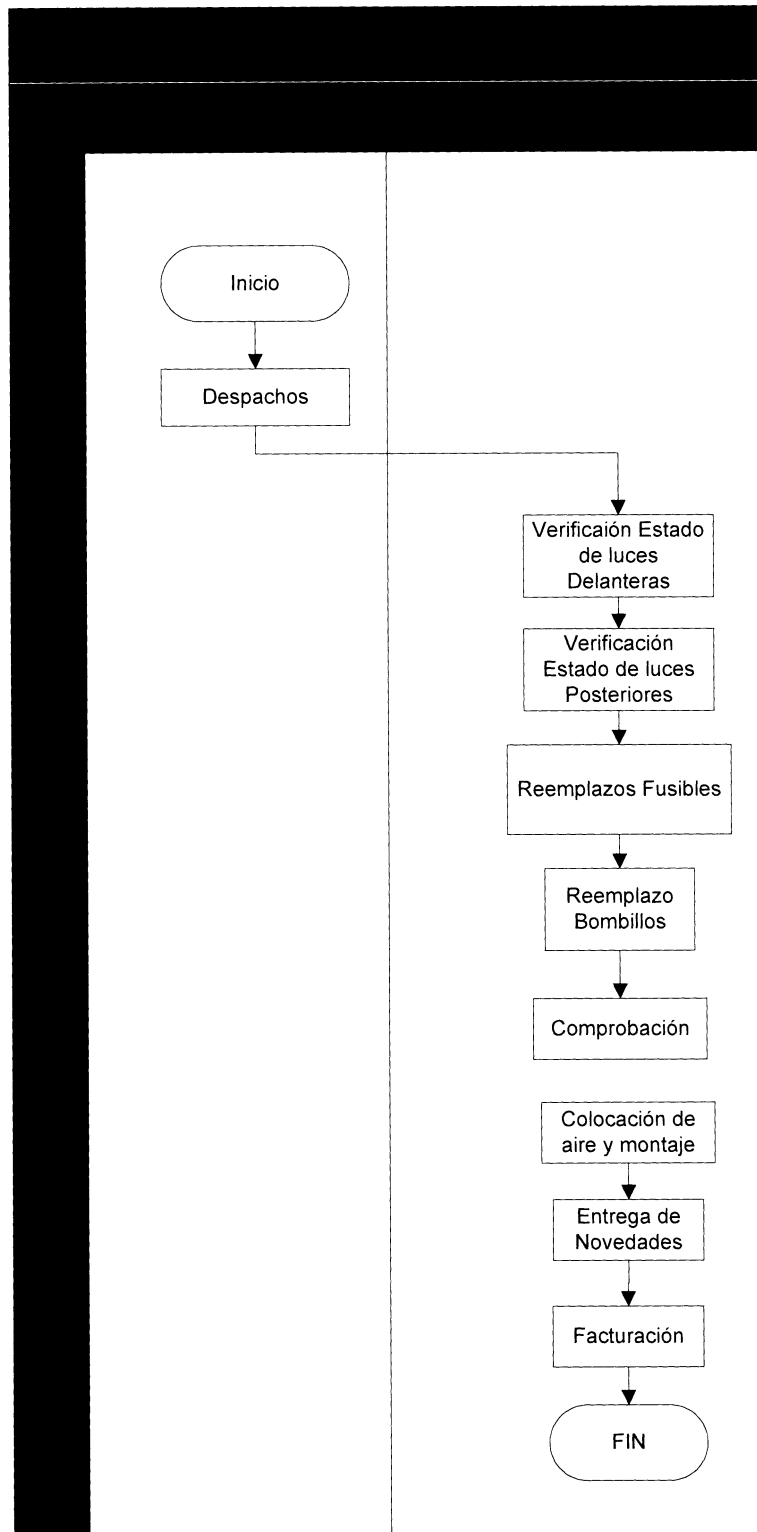 Inicio
Despachos
Verificaión Estado
de luces
Delanteras
Verificación
Estado de luces
Posteriores
Reemplazos Fusibles
Reemplazo
Bombillos
Comprobación
Colocación de
aire y montaje
Entrega de
Novedades
Facturación
FIN